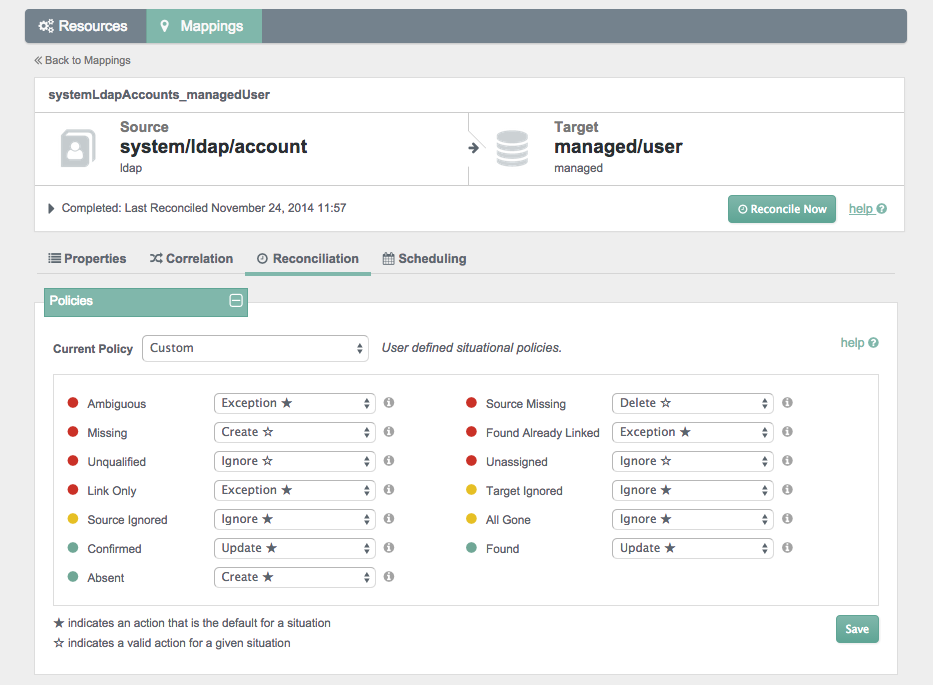 Resources Mappings
Back to Mappings
systemLdapAccounts_managedUser
Source
system/ldap/account
ldap
Target
managed/user
managed
Completed: Last Reconciled November 24, 2014 11:57
Reconcile Now help
Properties Correlation Reconciliation Scheduling
Policies
Current Policy Custom User defined situational policies. help
Ambiguous Exception ★ Source Missing Delete ☆
Missing Create ☆ Found Already Linked Exception ★
Unqualified Ignore ☆ Unassigned Ignore ☆
Link Only Exception ★ Target Ignored Ignore ★
Source Ignored Ignore ★ All Gone Ignore ★
Confirmed Update ★ Found Update ★
Absent Create ★
★ indicates an action that is the default for a situation
☆ indicates a valid action for a given situation
Save